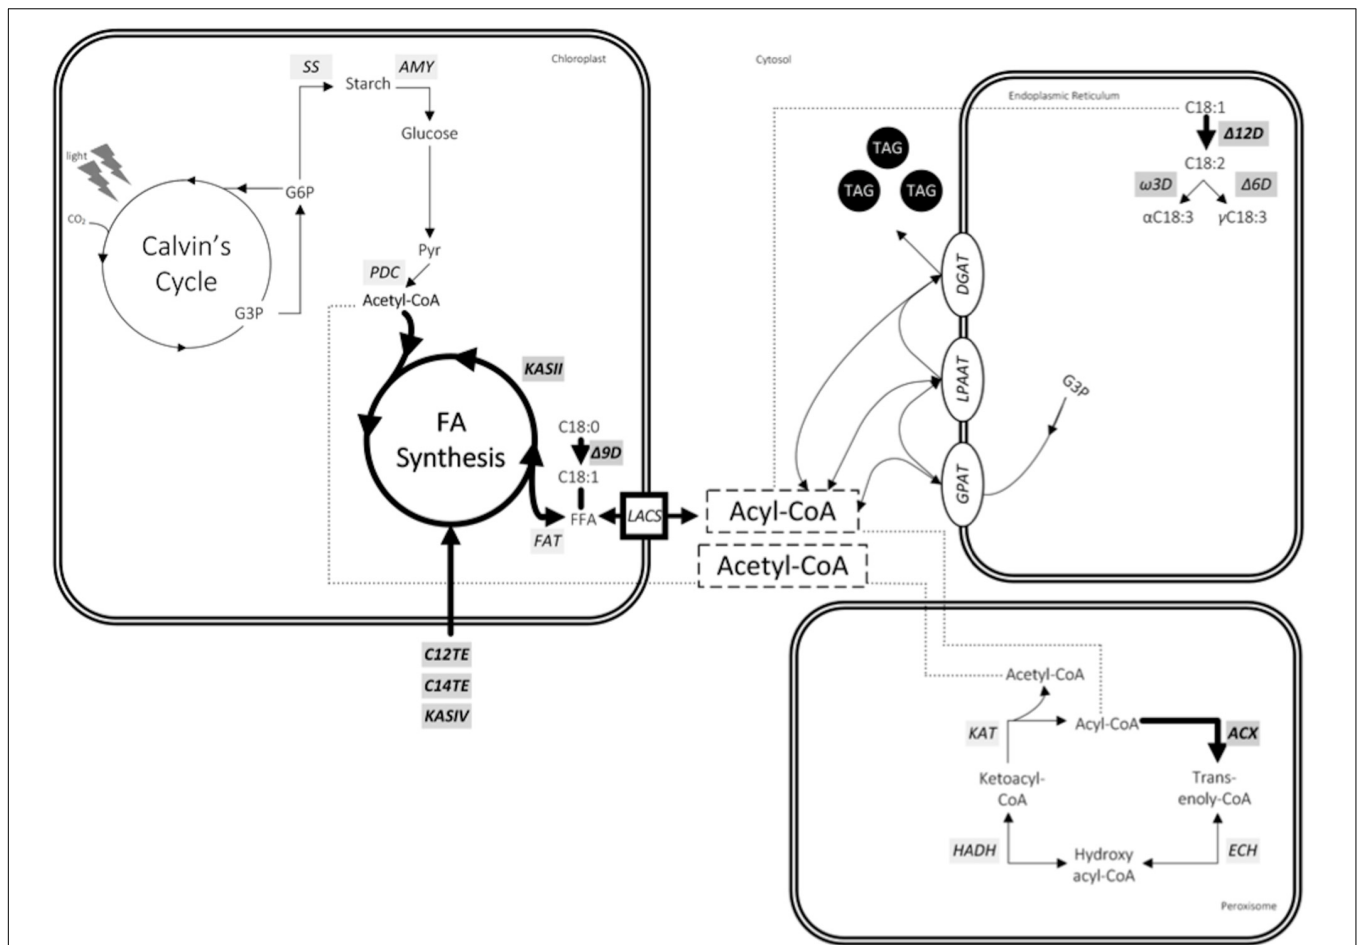 Chloroplast
SS
AMY
Starch
Glucose
light
G6P
CO₂
Calvin's
Cycle
G3P
Pyr
PDC
Acetyl-CoA
KASII
FA
Synthesis
C18:0
Δ9D
C18:1
FFA
FAT
LACS
C12TE
C14TE
KASIV
Cytosol
TAG
TAG
TAG
Acyl-CoA
Acetyl-CoA
Endoplasmic Reticulum
C18:1
Δ12D
C18:2
ω3D
Δ6D
αC18:3
γC18:3
DGAT
LPAAT
GPAT
G3P
Acetyl-CoA
KAT
Acyl-CoA
ACX
Ketoacyl-
CoA
Trans-
enoly-CoA
HADH
Hydroxy
acyl-CoA
ECH
Peroxisome